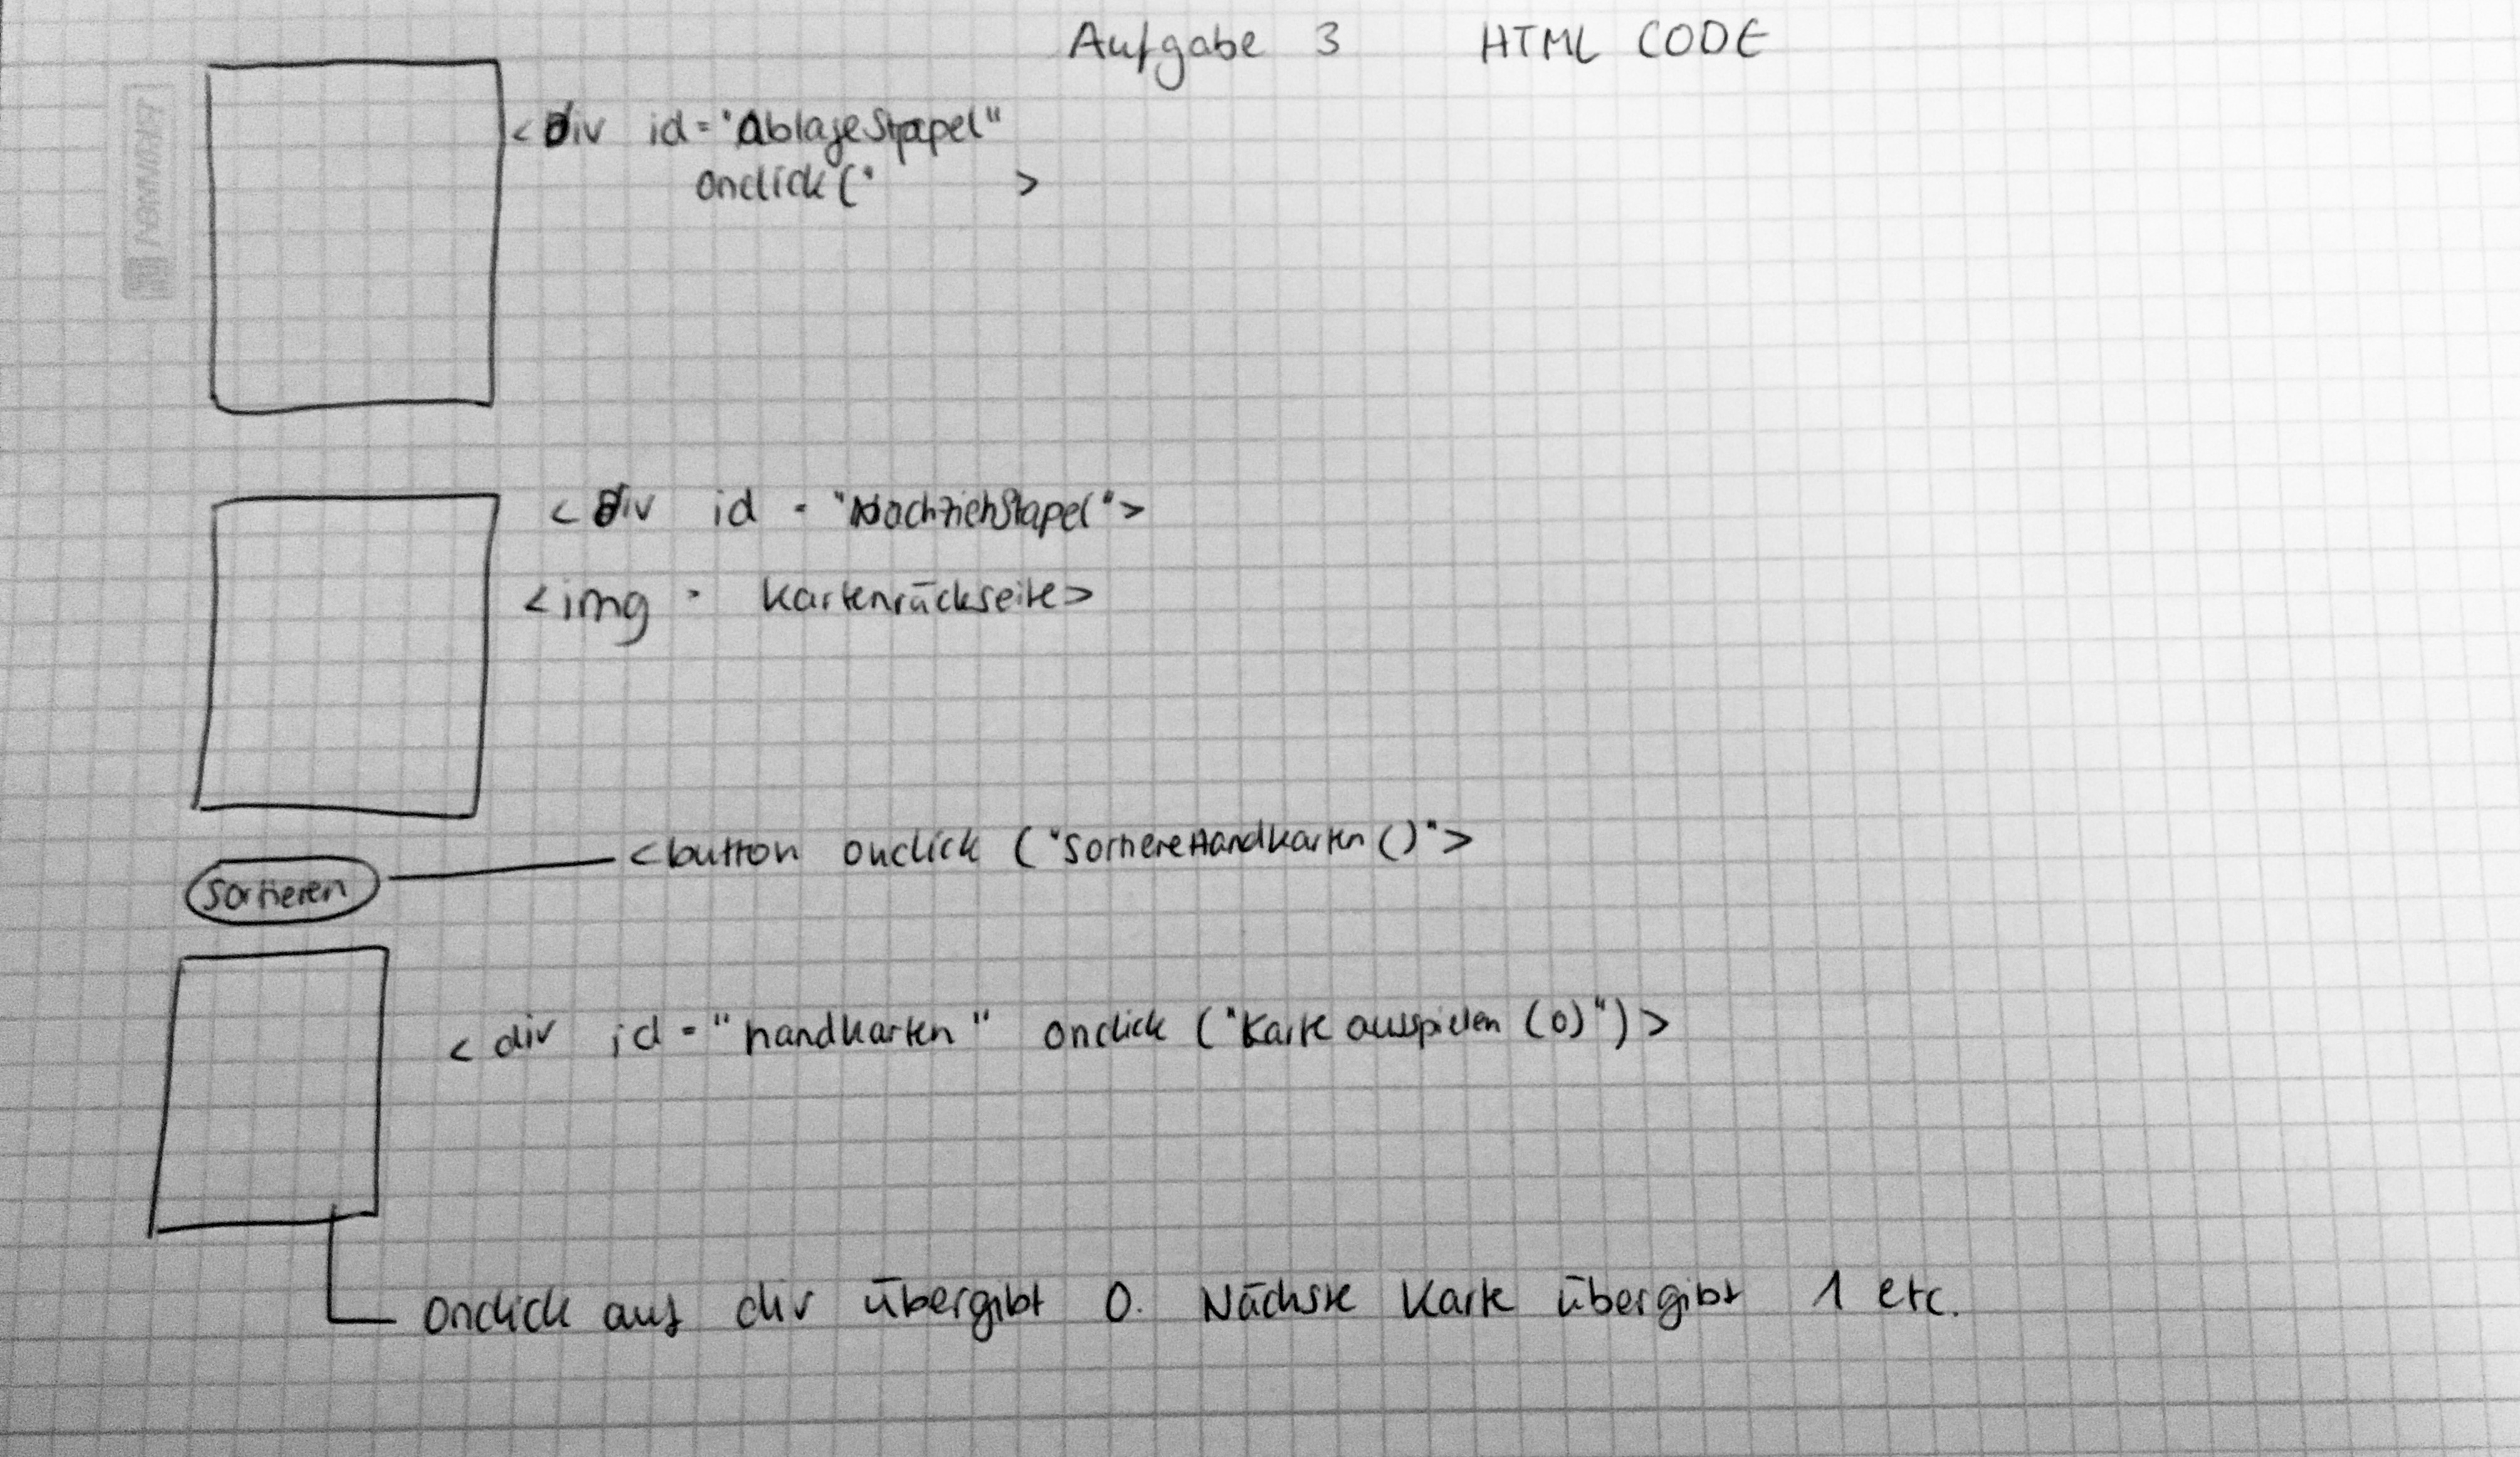 Aufgabe 3 HTML CODE
<div id="ablageStapel"
onclick("          >
<div id = "NachziehStapel">
<img = Kartenrückseite>
<button onclick ("SortiereHandkarten()">
Sortieren
<div id="handkarten" onclick ("Karte ausspielen (0)")>
onclick auf div übergibt 0. Nächste Karte übergibt 1 etc.